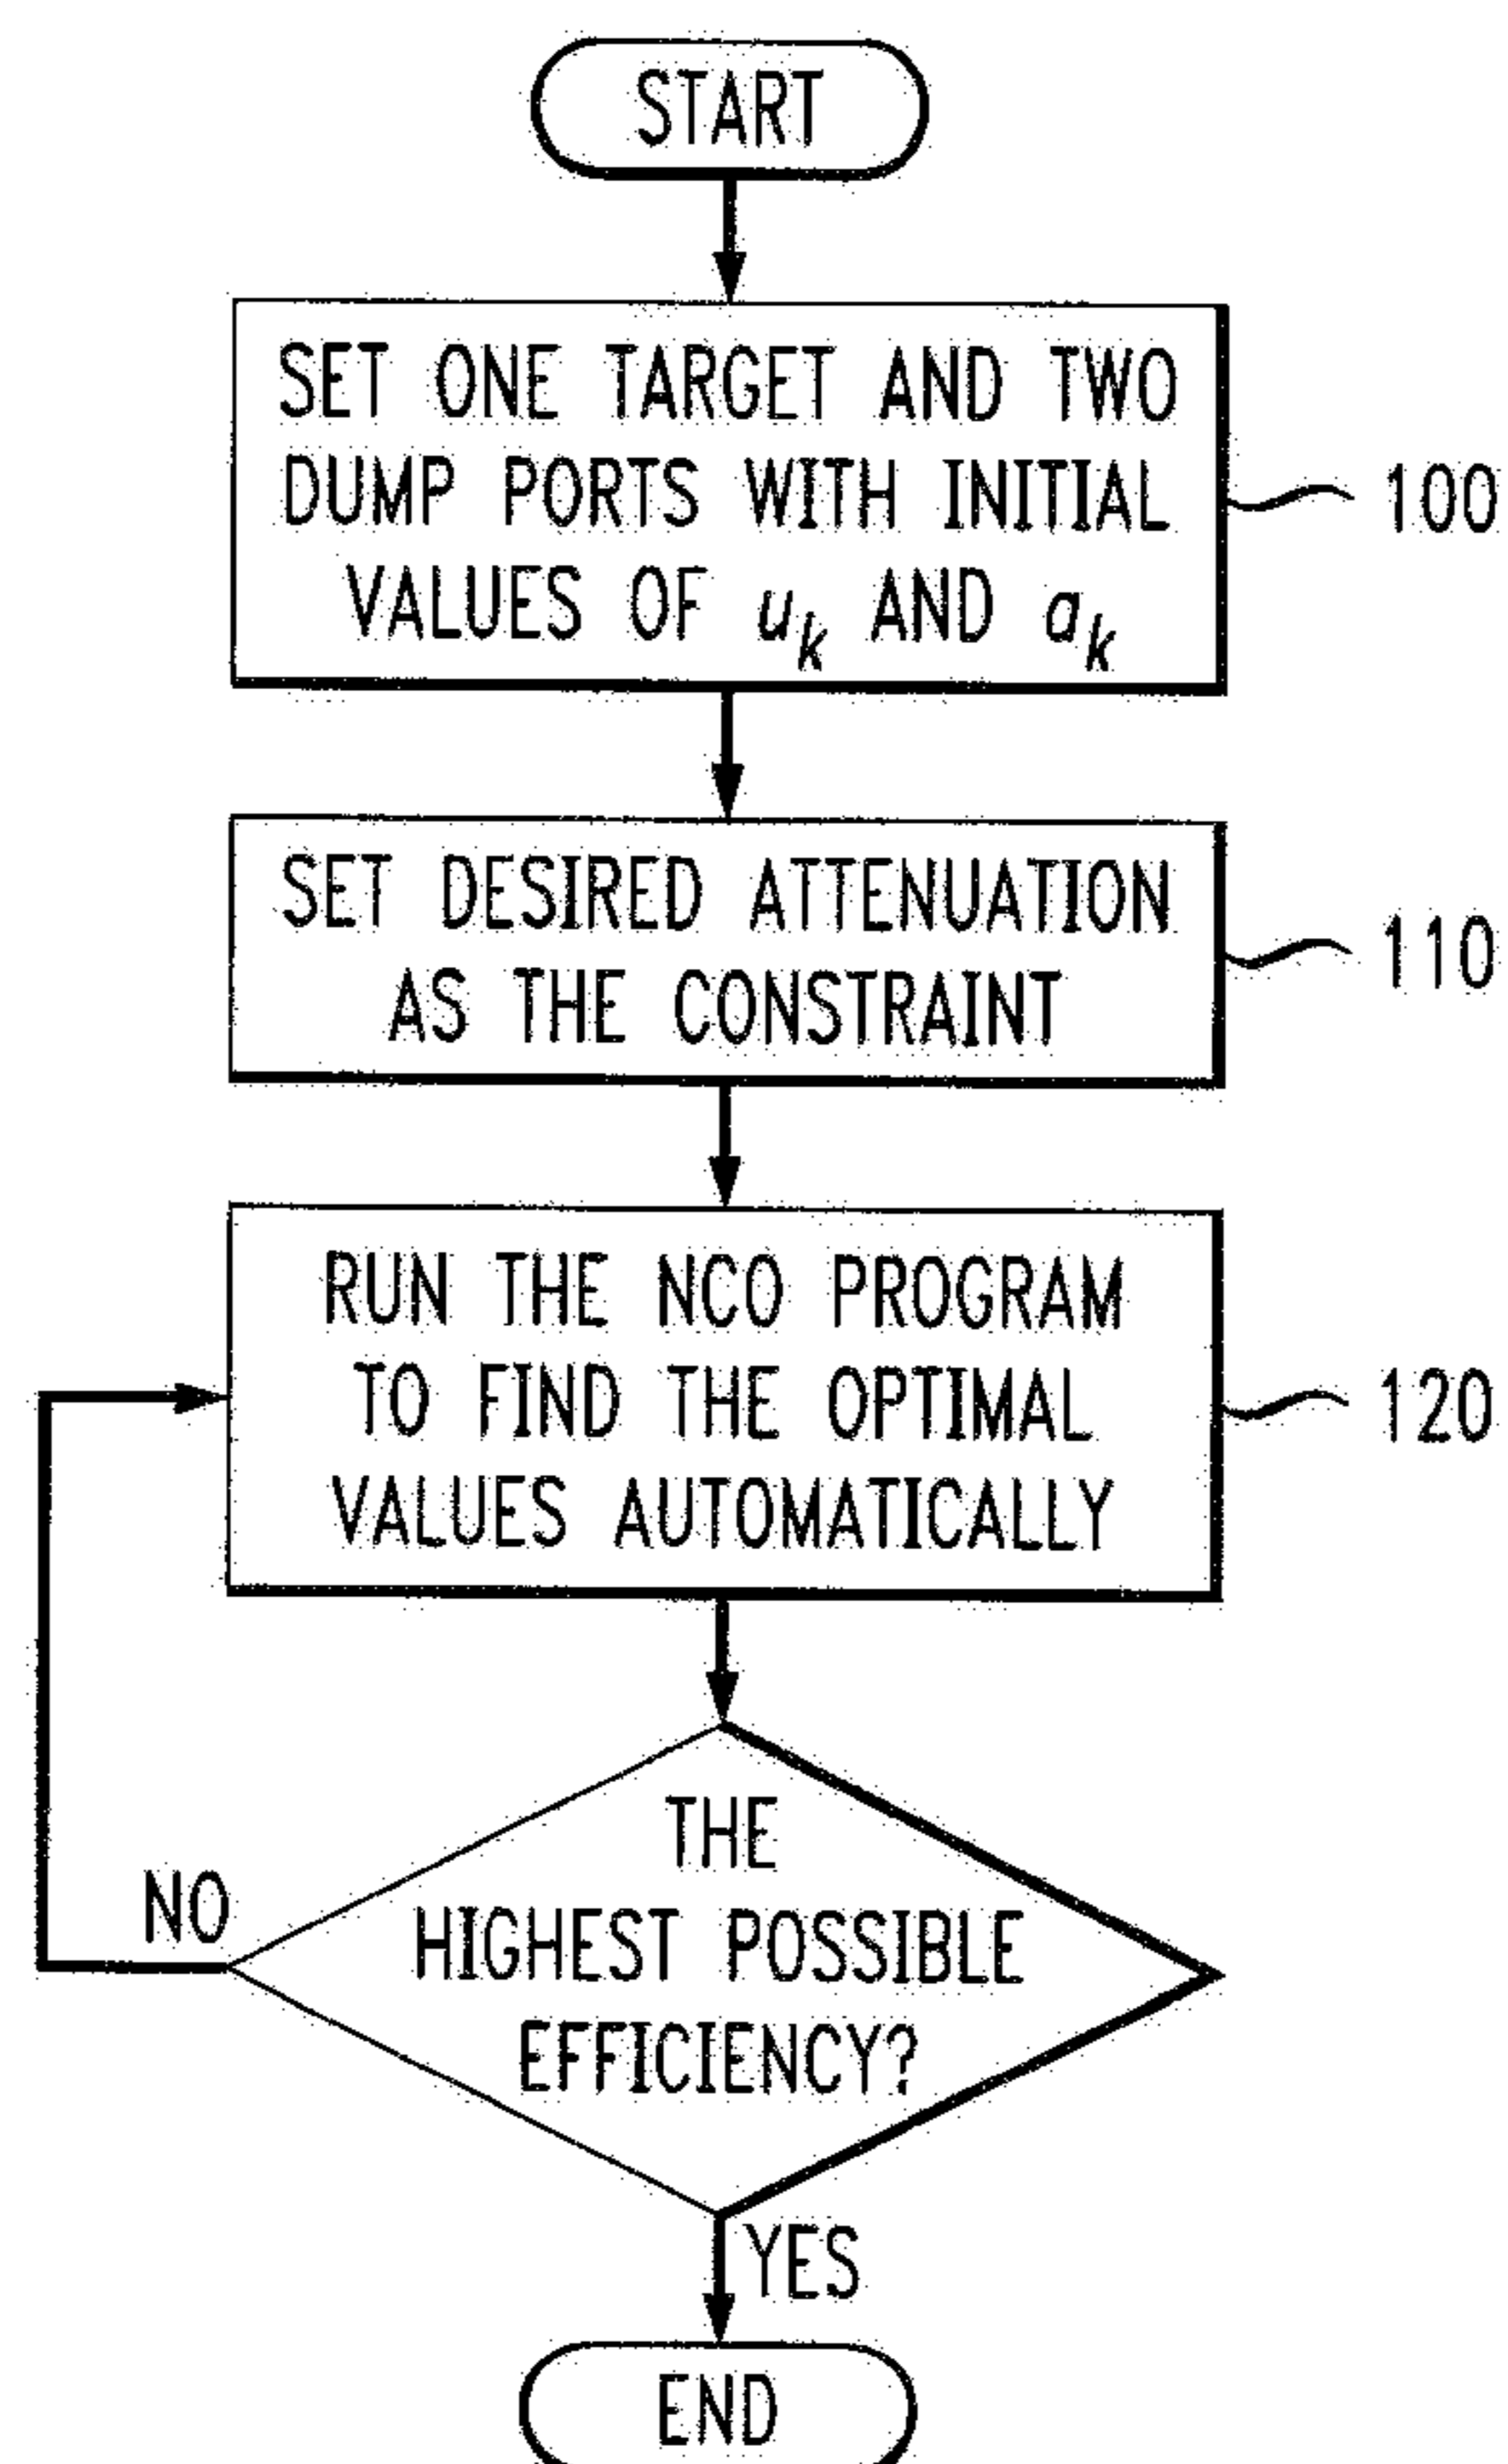 START
SET ONE TARGET AND TWO
DUMP PORTS WITH INITIAL
VALUES OF uk AND ak
100
SET DESIRED ATTENUATION
AS THE CONSTRAINT
110
RUN THE NCO PROGRAM
TO FIND THE OPTIMAL
VALUES AUTOMATICALLY
120
THE
HIGHEST POSSIBLE
EFFICIENCY?
NO
YES
END